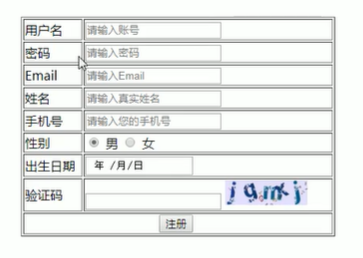 用户名 请输入账号
密码 请输入密码
Email 请输入Email
姓名 请输入真实姓名
手机号 请输入您的手机号
性别 男 女
出生日期 年 /月/日
验证码
注册